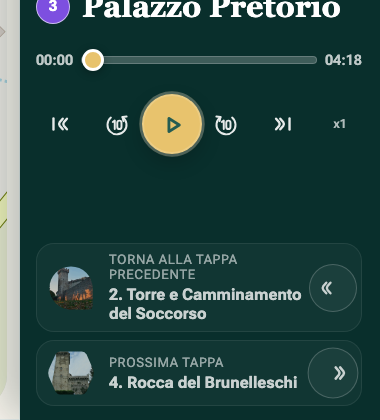 3 Palazzo Pretorio
00:00 04:18
10 10 x1
TORNA ALLA TAPPA
PRECEDENTE
2. Torre e Camminamento
del Soccorso
PROSSIMA TAPPA
4. Rocca del Brunelleschi